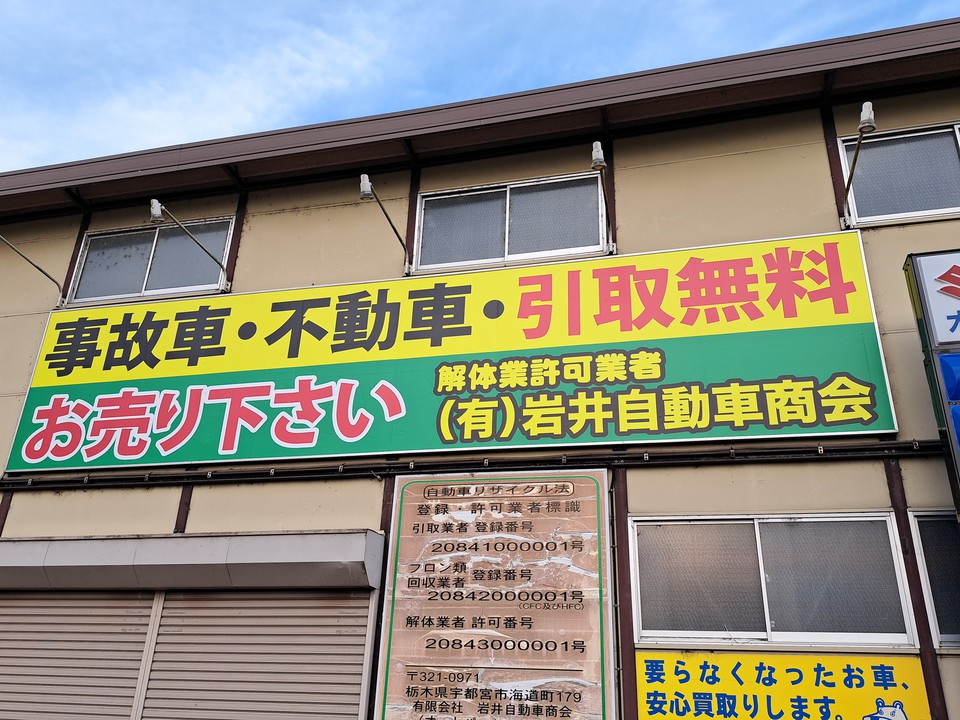 事故車・不動車・引取無料
お売り下さい
解体業許可業者
(有)岩井自動車商会
自動車リサイクル法
登録・許可業者標識
引取業者 登録番号
20841000001号
フロン類
回収業者 登録番号
20842000001号
(CFC及びHFC)
解体業者 許可番号
20843000001号
〒321-0971
栃木県宇都宮市海道町179
有限会社 岩井自動車商会
要らなくなったお車、
安心買取りします。